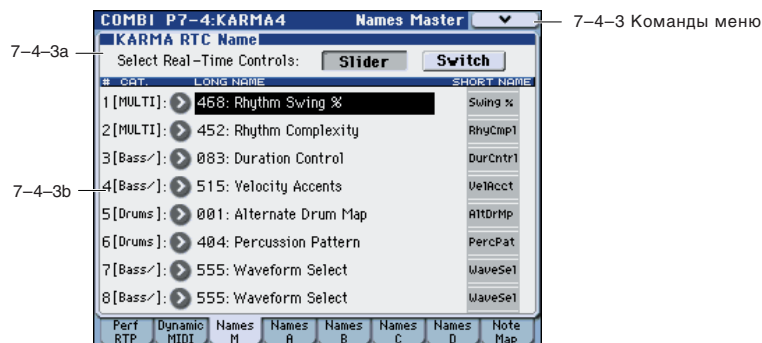 COMBI P7-4:KARMA4 Names Master
7–4–3 Команды меню
KARMA RTC Name
7–4–3a
Select Real-Time Controls: Slider Switch
# CAT. LONG NAME SHORT NAME
1[MULTI]: 468: Rhythm Swing % Swing %
2[MULTI]: 452: Rhythm Complexity RhyCmpl
3[Bass/]: 083: Duration Control DurCntrl
7–4–3b
4[Bass/]: 515: Velocity Accents VelAcct
5[Drums]: 001: Alternate Drum Map AltDrMp
6[Drums]: 404: Percussion Pattern PercPat
7[Bass/]: 555: Waveform Select WaveSel
8[Bass/]: 555: Waveform Select WaveSel
Perf RTP Dynamic MIDI Names M Names A Names B Names C Names D Note Map